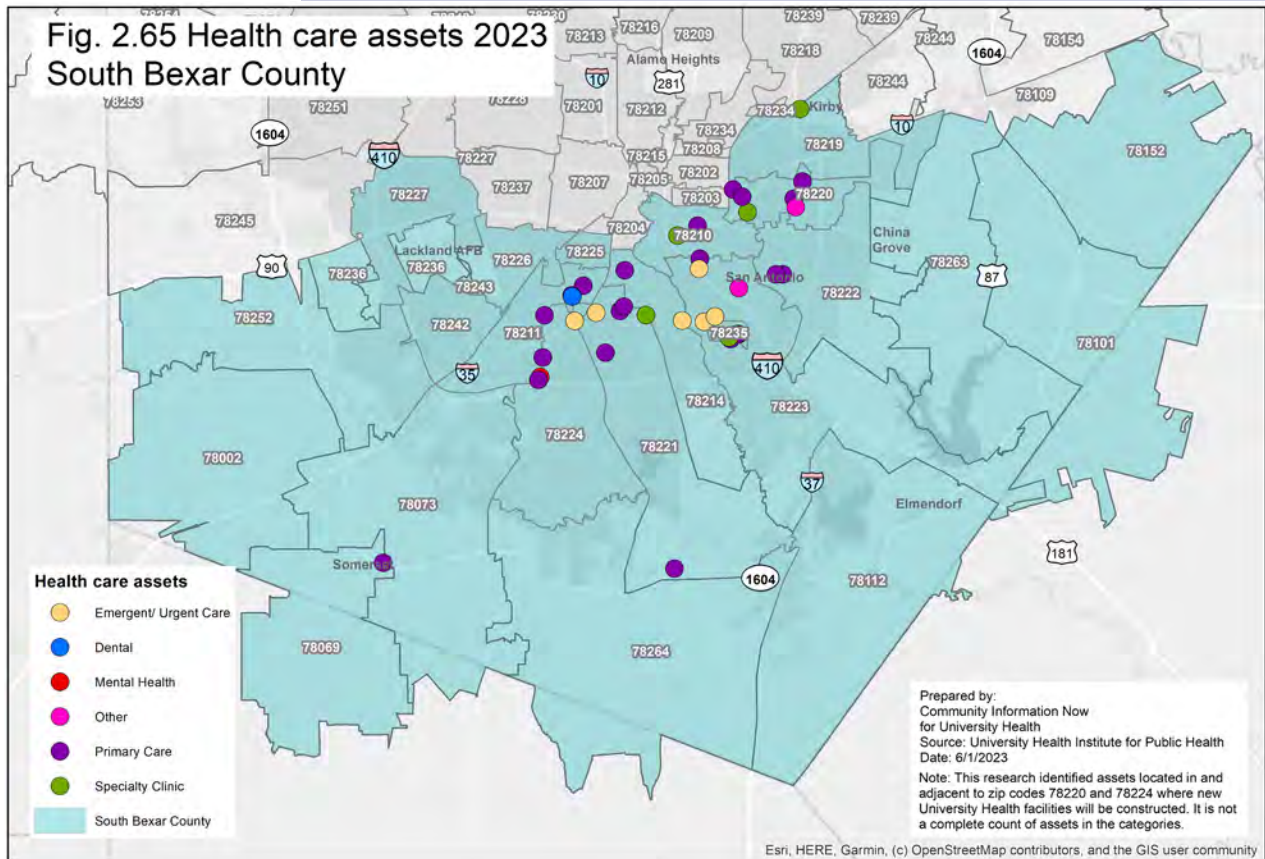 Fig. 2.65 Health care assets 2023
South Bexar County
78213
78216
78209
78239
78239
78218
78244
1604
78154
Alamo Heights
10
281
78253
78251
78228
78201
78212
78234
Kirby
78244
78109
1604
410
78234
10
78227
78215
78208
78219
78152
78227
78237
78207
78205
78202
78203
78220
78245
78204
78210
China
Grove
Lackland AFB
78226
78225
90
78236
78236
78243
San Antonio
78263
87
78222
78252
78242
78211
78235
78101
35
410
78214
78223
78224
78221
78002
37
78073
Elmendorf
181
Somerset
1604
78112
78069
78264
Health care assets
Emergent/ Urgent Care
Dental
Mental Health
Other
Primary Care
Specialty Clinic
South Bexar County
Prepared by:
Community Information Now
for University Health
Source: University Health Institute for Public Health
Date: 6/1/2023
Note: This research identified assets located in and
adjacent to zip codes 78220 and 78224 where new
University Health facilities will be constructed. It is not
a complete count of assets in the categories.
Esri, HERE, Garmin, (c) OpenStreetMap contributors, and the GIS user community